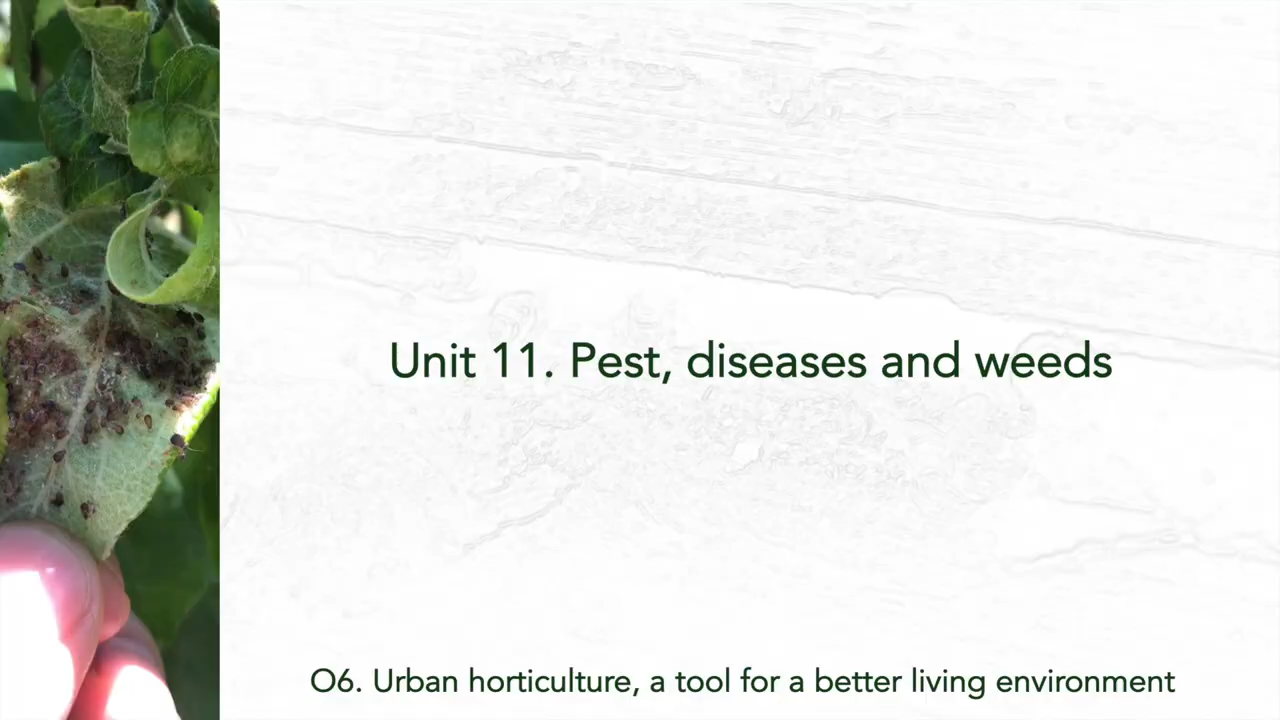 Unit 11. Pest, diseases and weeds
O6. Urban horticulture, a tool for a better living environment